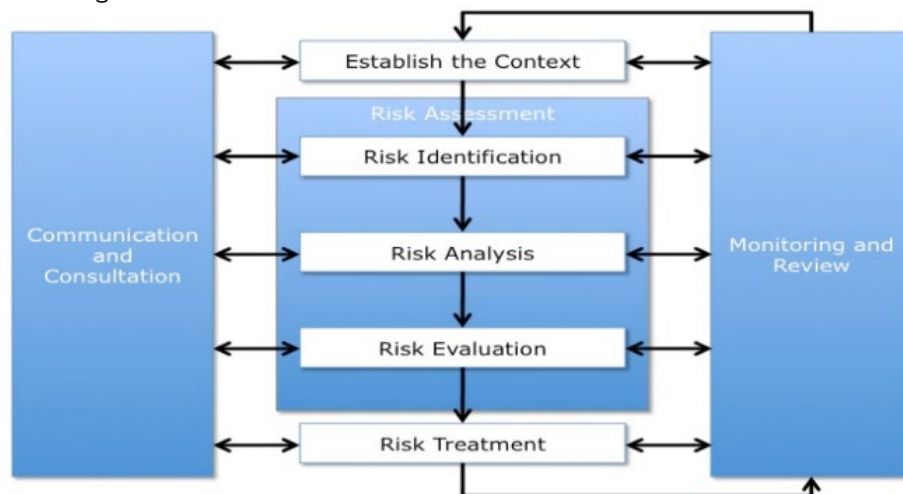 Establish the Context
Risk Assessment
Risk Identification
Communication
and
Consultation
Risk Analysis
Monitoring and
Review
Risk Evaluation
Risk Treatment